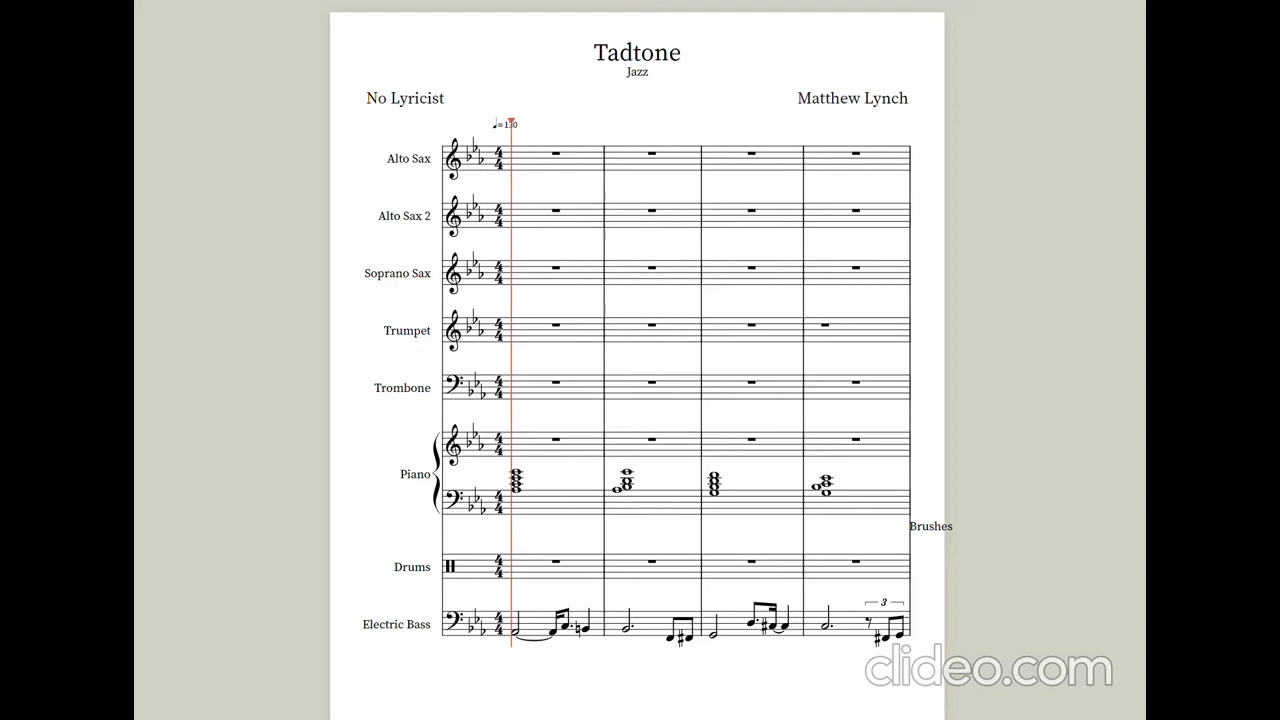 Tadtone
Jazz
No Lyricist
Matthew Lynch
♩= 130
Alto Sax
Alto Sax 2
Soprano Sax
Trumpet
Trombone
Piano
Brushes
Drums
3
Electric Bass
clideo.com